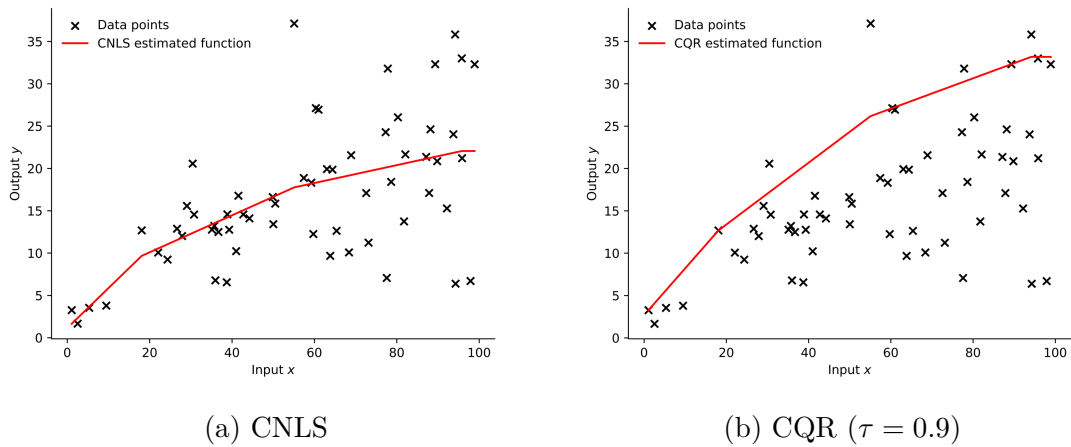 Data points
CNLS estimated function
Output y
35
30
25
20
15
10
5
0
0 20 40 60 80 100
Input x
(a) CNLS
Data points
CQR estimated function
Output y
35
30
25
20
15
10
5
0
0 20 40 60 80 100
Input x
(b) CQR (τ = 0.9)